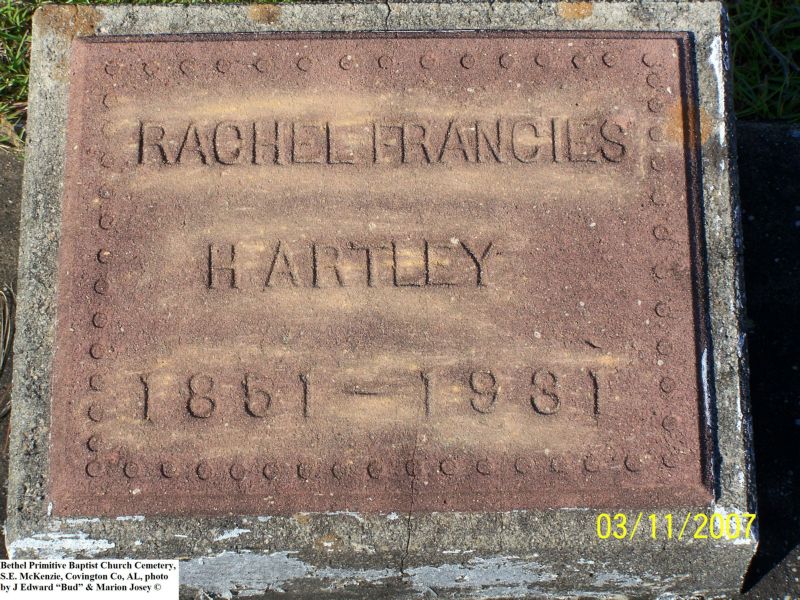 RACHEL FRANCIES
HARTLEY
1851 — 1931
03/11/2007
Bethel Primitive Baptist Church Cemetery,
S.E. McKenzie, Covington Co, AL, photo
by J Edward “Bud” & Marion Josey ©